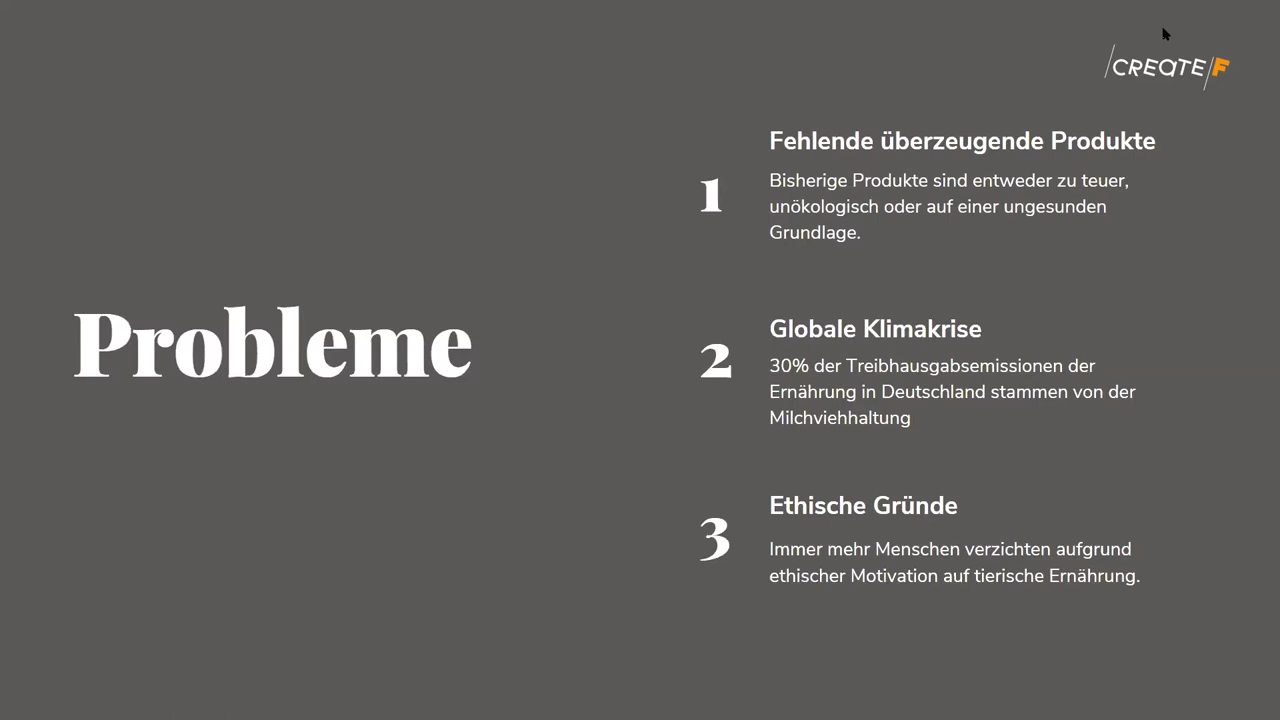 /CREATE/F
Fehlende überzeugende Produkte
1
Bisherige Produkte sind entweder zu teuer,
unökologisch oder auf einer ungesunden
Grundlage.
Probleme
Globale Klimakrise
2
30% der Treibhausgabsemissionen der
Ernährung in Deutschland stammen von der
Milchviehhaltung
Ethische Gründe
3
Immer mehr Menschen verzichten aufgrund
ethischer Motivation auf tierische Ernährung.